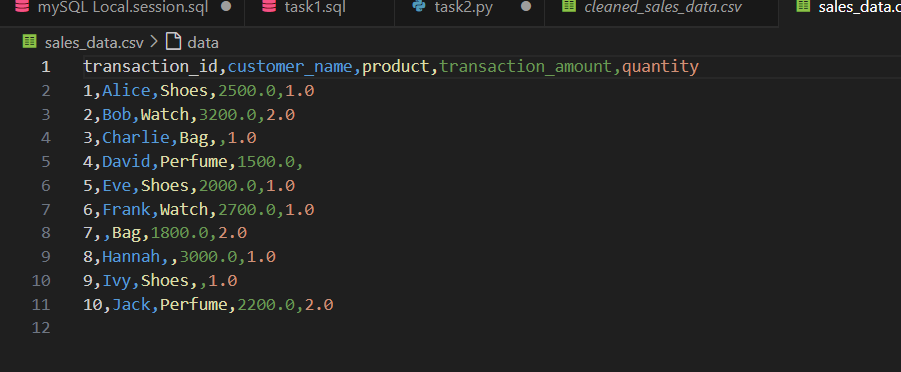 mySQL Local.session.sql task1.sql task2.py cleaned_sales_data.csv sales_data.c
sales_data.csv > data
1 transaction_id,customer_name,product,transaction_amount,quantity
2 1,Alice,Shoes,2500.0,1.0
3 2,Bob,Watch,3200.0,2.0
4 3,Charlie,Bag,,1.0
5 4,David,Perfume,1500.0,
6 5,Eve,Shoes,2000.0,1.0
7 6,Frank,Watch,2700.0,1.0
8 7,,Bag,1800.0,2.0
9 8,Hannah,,3000.0,1.0
10 9,Ivy,Shoes,,1.0
11 10,Jack,Perfume,2200.0,2.0
12